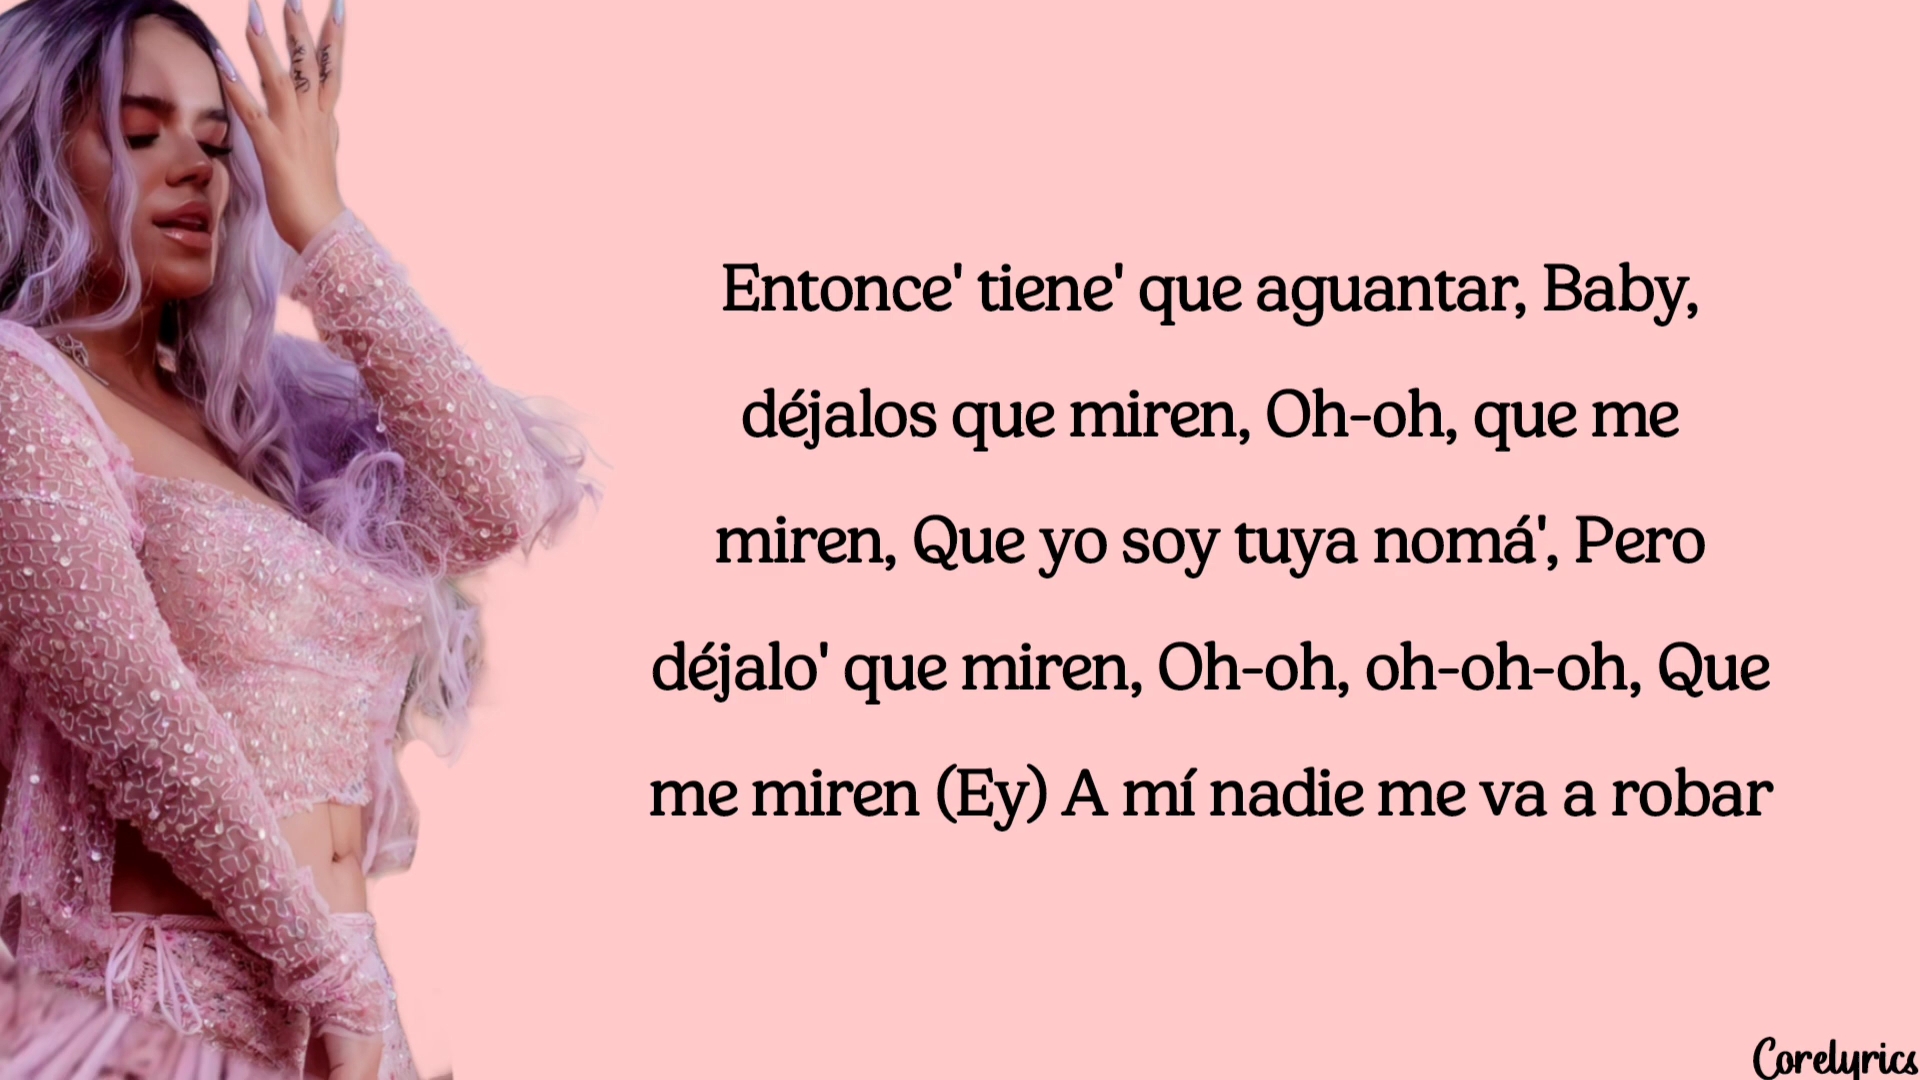 Entonce' tiene' que aguantar, Baby,
déjalos que miren, Oh-oh, que me
miren, Que yo soy tuya nomá', Pero
déjalo' que miren, Oh-oh, oh-oh-oh, Que
me miren (Ey) A mí nadie me va a robar
Corelyrics